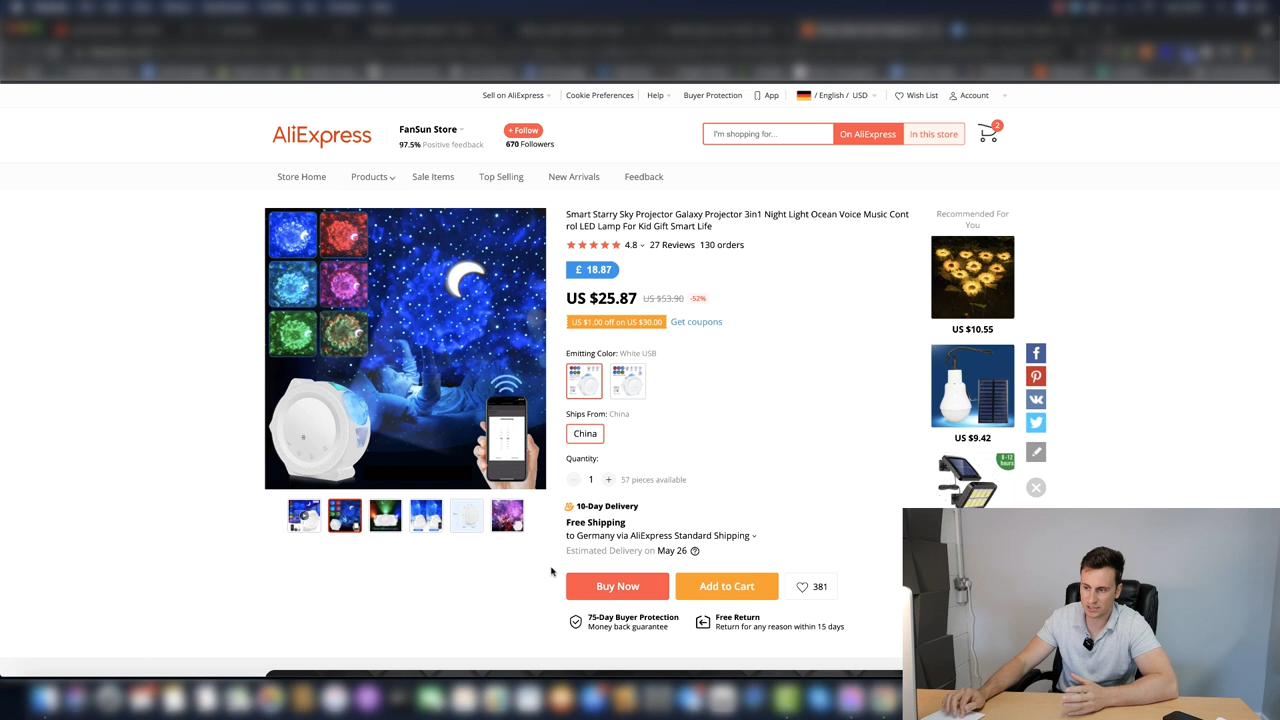 Sell on AliExpress
Cookie Preferences
Help
Buyer Protection
App
/ English / USD
Wish List
Account
AliExpress
FanSun Store
97.5% Positive feedback
+ Follow
670 Followers
I'm shopping for...
On AliExpress
In this store
2
Store Home
Products
Sale Items
Top Selling
New Arrivals
Feedback
Smart Starry Sky Projector Galaxy Projector 3in1 Night Light Ocean Voice Music Cont
rol LED Lamp For Kid Gift Smart Life
4.8
27 Reviews
130 orders
£ 18.87
US $25.87
US $53.90
-52%
US $1.00 off on US $30.00
Get coupons
Emitting Color: White USB
Ships From: China
China
Quantity:
1
57 pieces available
10-Day Delivery
Free Shipping
to Germany via AliExpress Standard Shipping
Estimated Delivery on May 26
Buy Now
Add to Cart
381
75-Day Buyer Protection
Money back guarantee
Free Return
Return for any reason within 15 days
Recommended For
You
US $10.55
US $9.42
8-12
hours